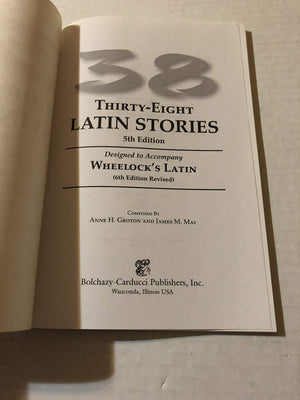 38
THIRTY-EIGHT
LATIN STORIES
5th Edition
Designed to Accompany
WHEELOCK'S LATIN
(6th Edition Revised)
COMPOSED BY
ANNE H. GROTON AND JAMES M. MAY
Bolchazy-Carducci Publishers, Inc.
Wauconda, Illinois USA